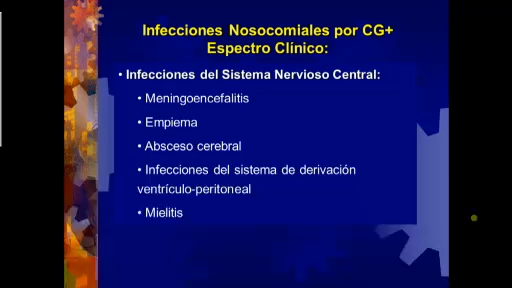 Infecciones Nosocomiales por CG+
Espectro Clínico:
• Infecciones del Sistema Nervioso Central:
• Meningoencefalitis
• Empiema
• Absceso cerebral
• Infecciones del sistema de derivación
ventrículo-peritoneal
• Mielitis